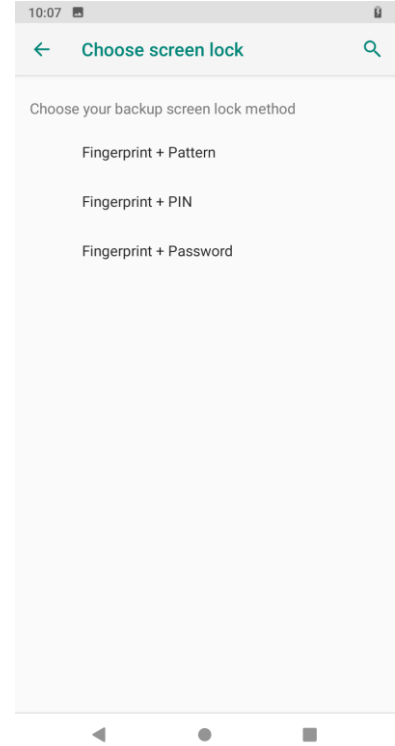 10:07
Choose screen lock
Choose your backup screen lock method
Fingerprint + Pattern
Fingerprint + PIN
Fingerprint + Password